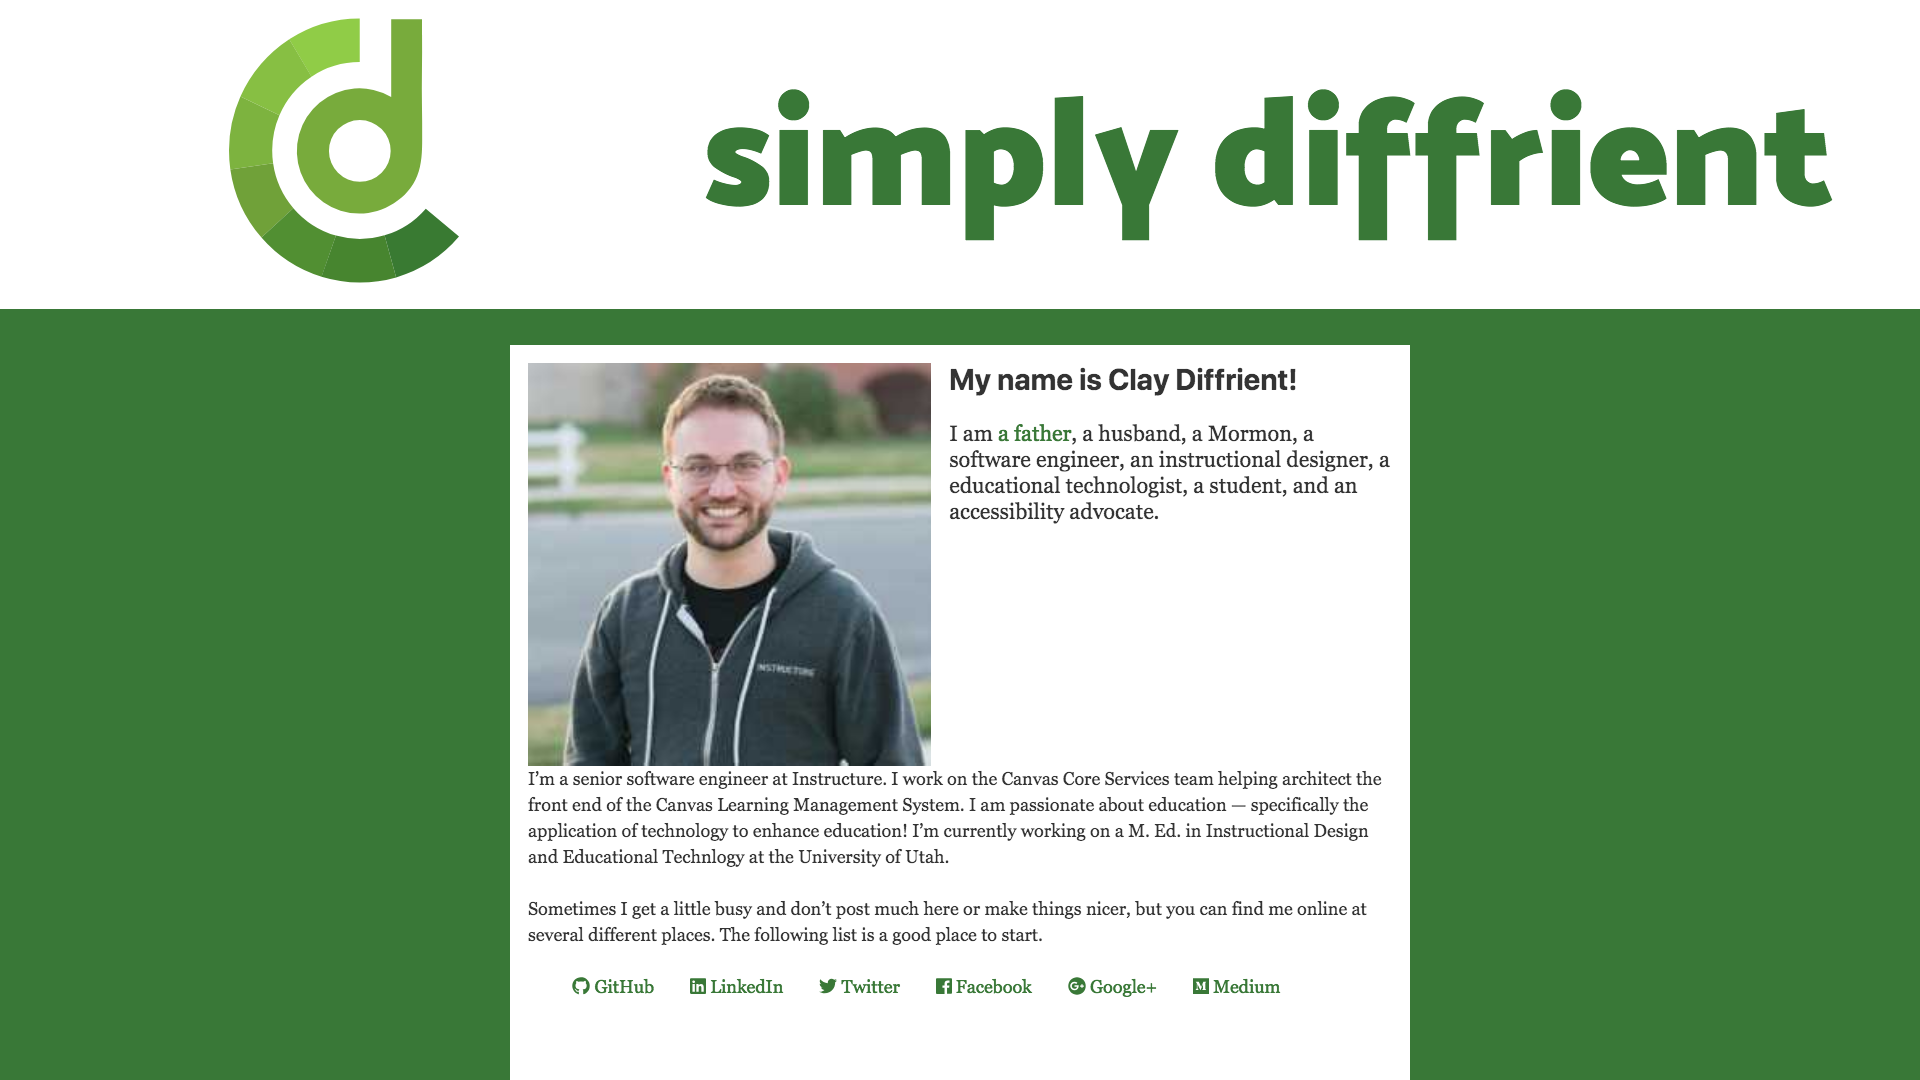 simply diffrient
My name is Clay Diffrient!
I am a father, a husband, a Mormon, a
software engineer, an instructional designer, a
educational technologist, a student, and an
accessibility advocate.
INSTRUCTURE
I’m a senior software engineer at Instructure. I work on the Canvas Core Services team helping architect the
front end of the Canvas Learning Management System. I am passionate about education — specifically the
application of technology to enhance education! I’m currently working on a M. Ed. in Instructional Design
and Educational Technlogy at the University of Utah.
Sometimes I get a little busy and don’t post much here or make things nicer, but you can find me online at
several different places. The following list is a good place to start.
GitHub LinkedIn Twitter Facebook Google+ Medium